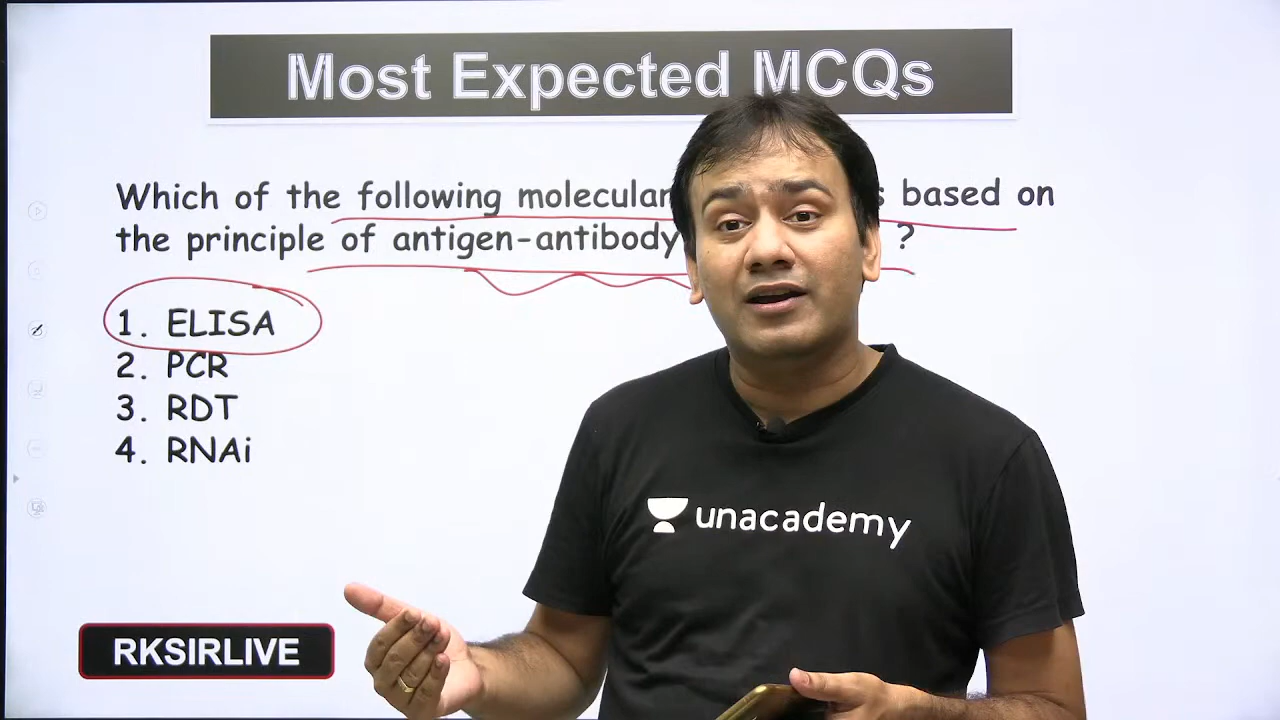 Most Expected MCQs
Which of the following molecular based on
the principle of antigen-antibody ?
1. ELISA
2. PCR
3. RDT
4. RNAi
unacademy
RKSIRLIVE